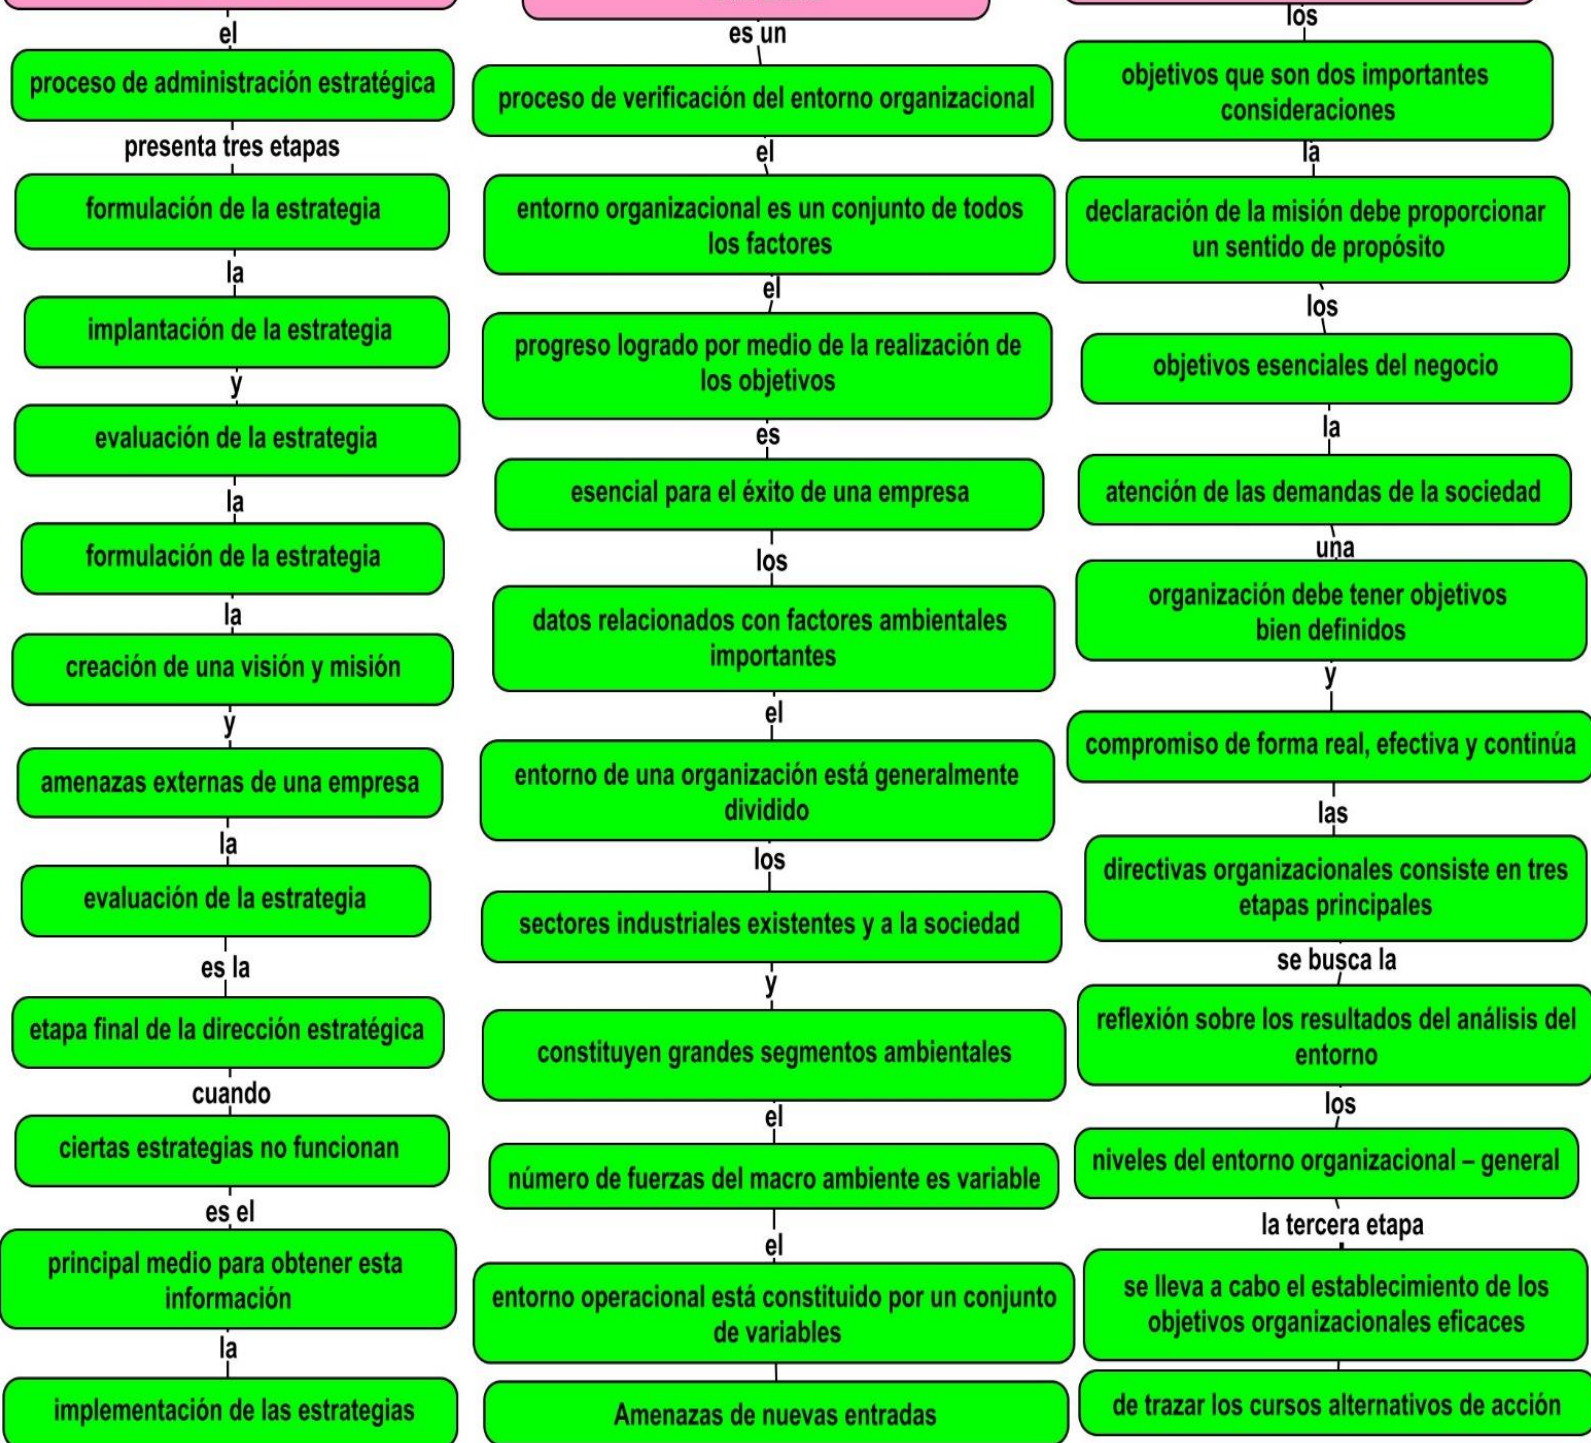 el
proceso de administración estratégica
presenta tres etapas
formulación de la estrategia
la
implantación de la estrategia
y
evaluación de la estrategia
la
formulación de la estrategia
la
creación de una visión y misión
y
amenazas externas de una empresa
la
evaluación de la estrategia
es la
etapa final de la dirección estratégica
cuando
ciertas estrategias no funcionan
es el
principal medio para obtener esta
información
la
implementación de las estrategias
es un
proceso de verificación del entorno organizacional
el
entorno organizacional es un conjunto de todos
los factores
el
progreso logrado por medio de la realización de
los objetivos
es
esencial para el éxito de una empresa
los
datos relacionados con factores ambientales
importantes
el
entorno de una organización está generalmente
dividido
los
sectores industriales existentes y a la sociedad
y
constituyen grandes segmentos ambientales
el
número de fuerzas del macro ambiente es variable
el
entorno operacional está constituido por un conjunto
de variables
Amenazas de nuevas entradas
los
objetivos que son dos importantes
consideraciones
la
declaración de la misión debe proporcionar
un sentido de propósito
los
objetivos esenciales del negocio
la
atención de las demandas de la sociedad
una
organización debe tener objetivos
bien definidos
y
compromiso de forma real, efectiva y continúa
las
directivas organizacionales consiste en tres
etapas principales
se busca la
reflexión sobre los resultados del análisis del
entorno
los
niveles del entorno organizacional – general
la tercera etapa
se lleva a cabo el establecimiento de los
objetivos organizacionales eficaces
de trazar los cursos alternativos de acción